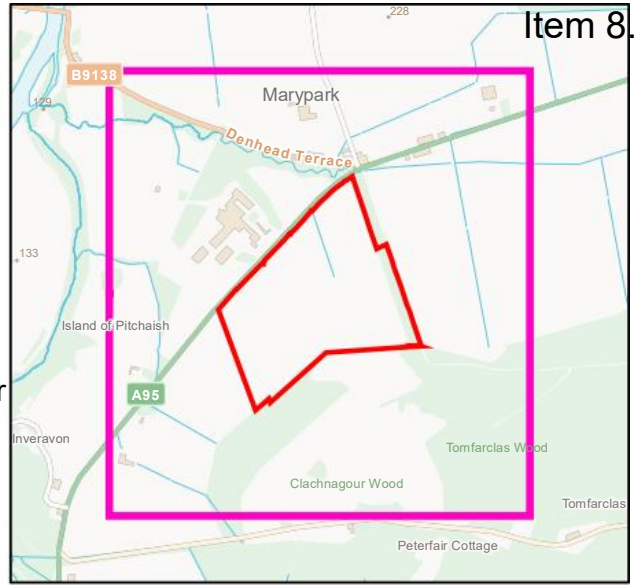 228
Item 8.
B9138
Marypark
129
Denhead Terrace
133
Island of Pitchaish
r
A95
Inveravon
Tomfarclas Wood
Clachnagour Wood
Tomfarclas
Peterfair Cottage